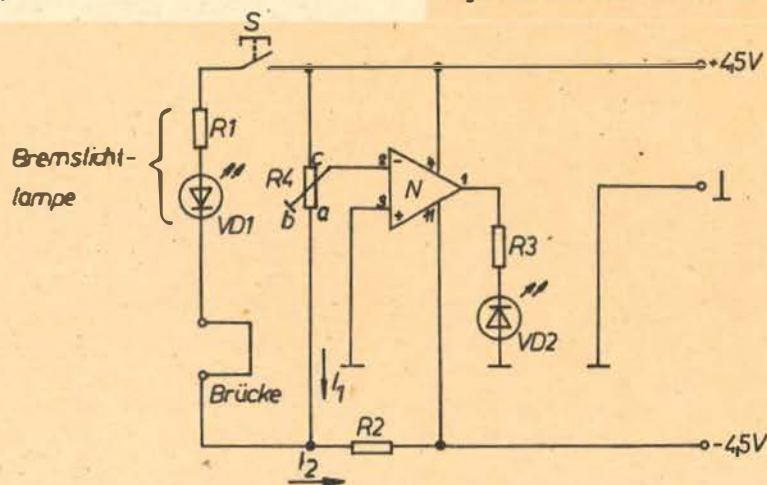 S
+4,5V
R1
Bremslicht-
lampe
VD1
R4
c
b
a
2
-
3
+
N
4
11
1
R3
VD2
⊥
I1
Brücke
R2
-4,5V
I2